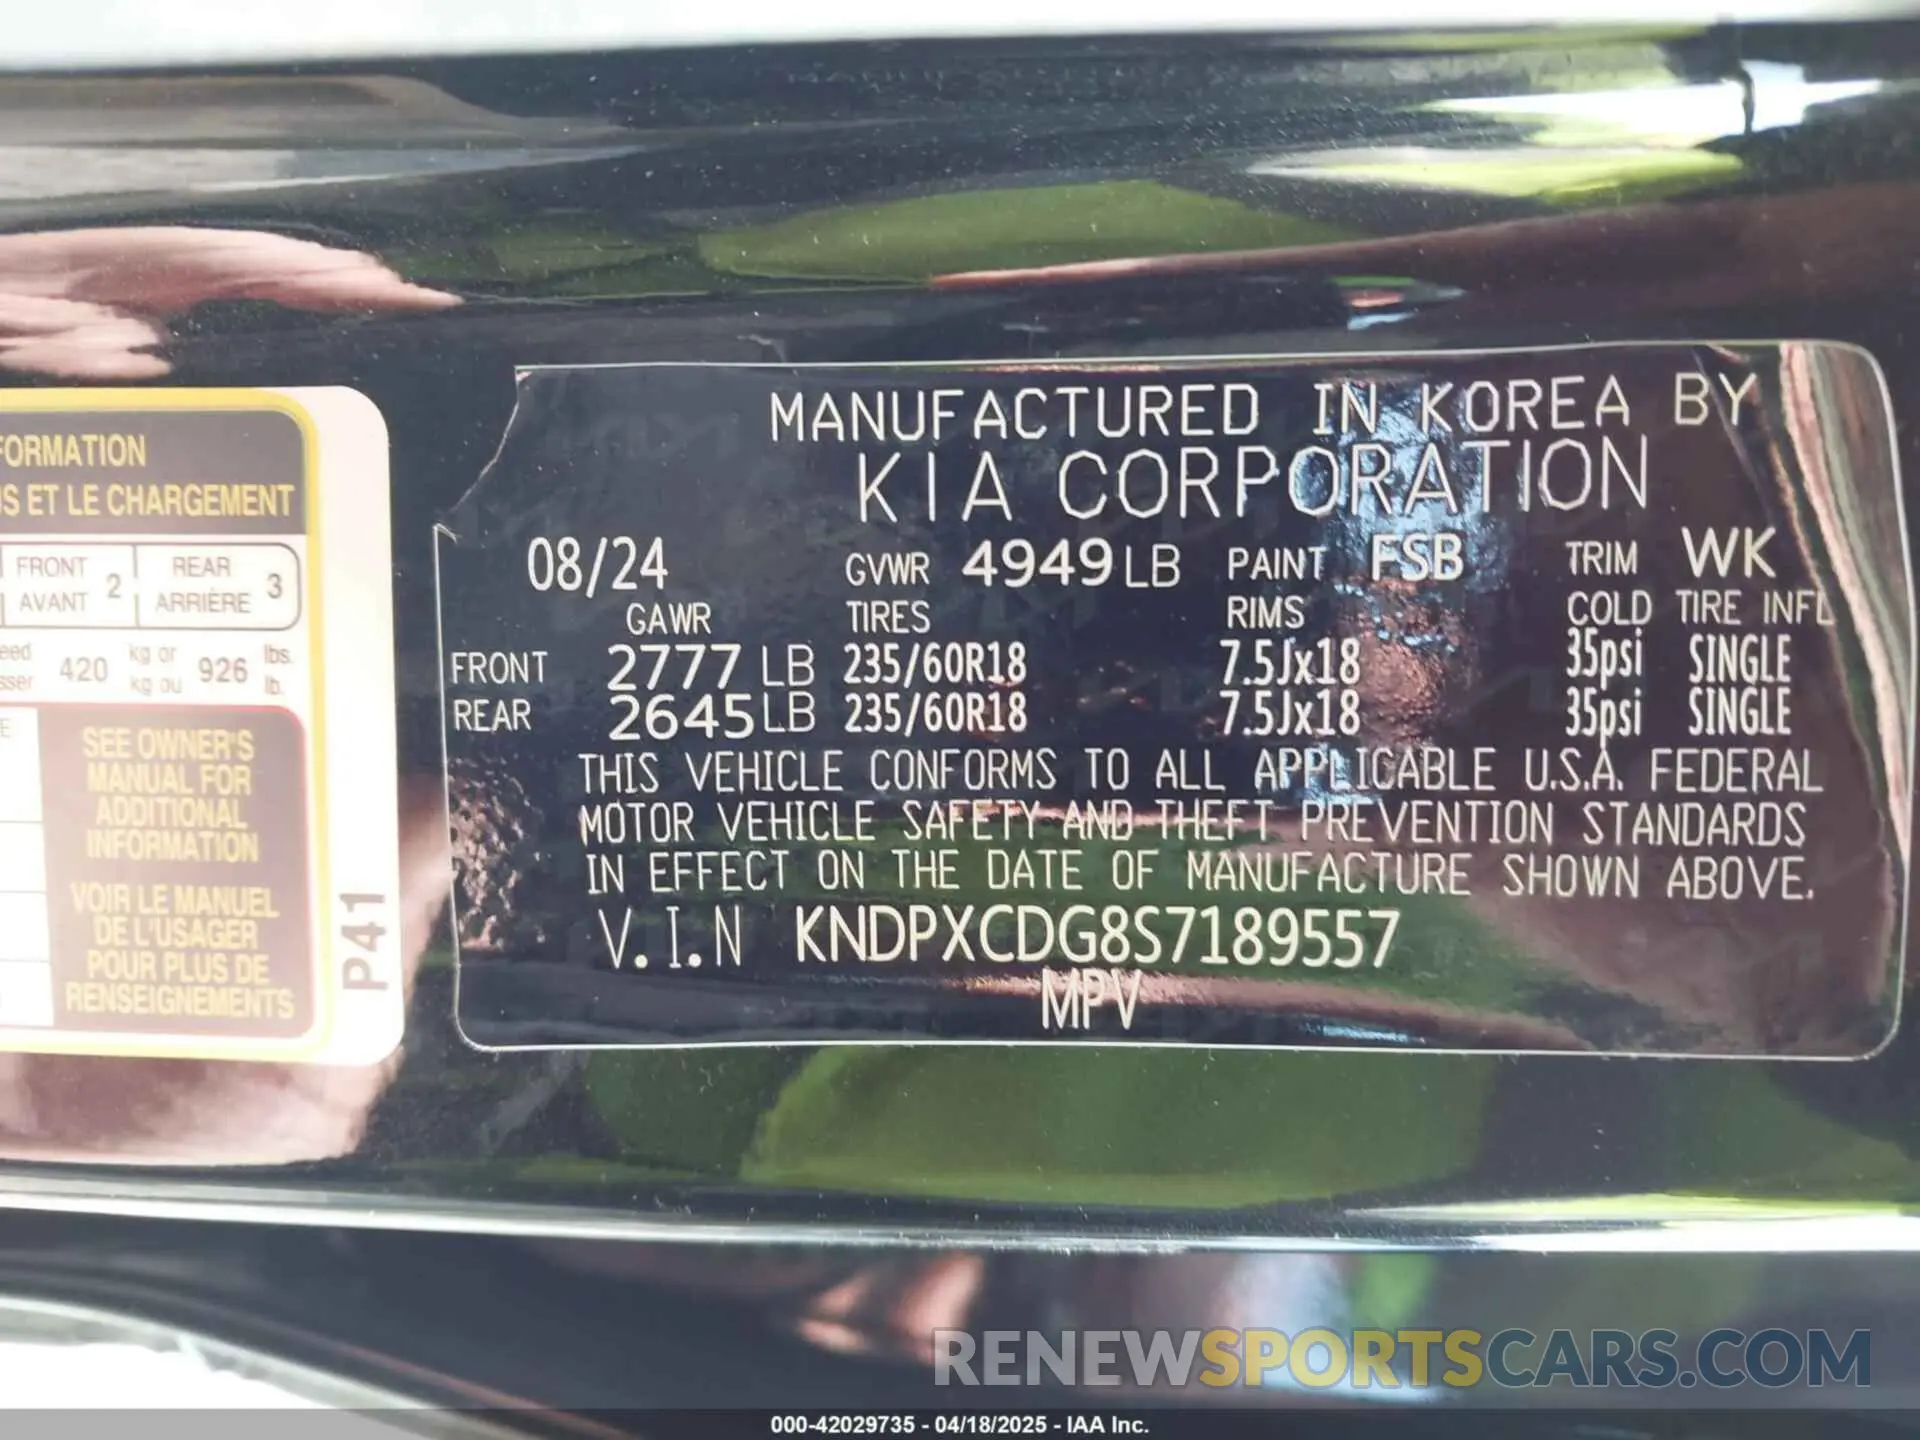 FORMATION
US ET LE CHARGEMENT
FRONT
AVANT 2
REAR
ARRIÈRE 3
420 kg or
kg ou 926 lbs.
lb.
SEE OWNER'S
MANUAL FOR
ADDITIONAL
INFORMATION
VOIR LE MANUEL
DE L'USAGER
POUR PLUS DE
RENSEIGNEMENTS
P41
MANUFACTURED IN KOREA BY
KIA CORPORATION
08/24 GVWR 4949 LB PAINT FSB TRIM WK
GAWR TIRES RIMS COLD TIRE INFL
FRONT 2777 LB 235/60R18 7.5Jx18 35psi SINGLE
REAR 2645 LB 235/60R18 7.5Jx18 35psi SINGLE
THIS VEHICLE CONFORMS TO ALL APPLICABLE U.S.A. FEDERAL
MOTOR VEHICLE SAFETY AND THEFT PREVENTION STANDARDS
IN EFFECT ON THE DATE OF MANUFACTURE SHOWN ABOVE.
V.I.N KNDPXCDG8S7189557
MPV
RENEWSPORTSCARS.COM
000-42029735 - 04/18/2025 - IAA Inc.